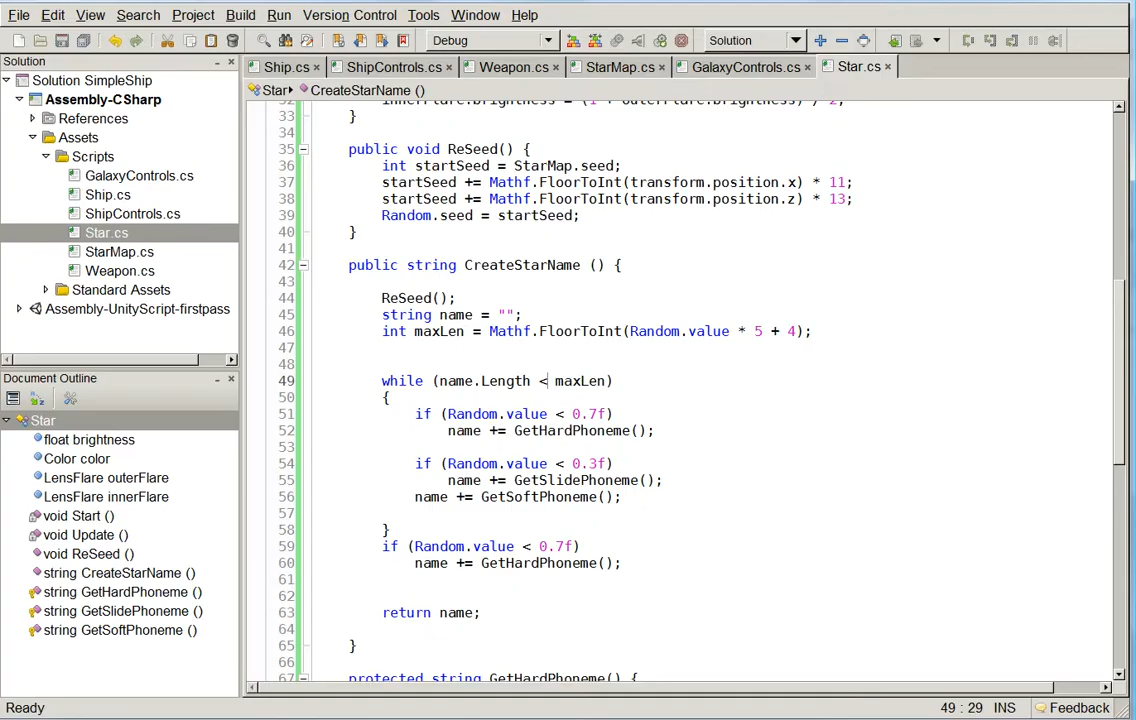 File Edit View Search Project Build Run Version Control Tools Window Help
Debug Solution
Solution
Solution SimpleShip
Assembly-CSharp
References
Assets
Scripts
GalaxyControls.cs
Ship.cs
ShipControls.cs
Star.cs
StarMap.cs
Weapon.cs
Standard Assets
Assembly-UnityScript-firstpass
Document Outline
Star
float brightness
Color color
LensFlare outerFlare
LensFlare innerFlare
void Start ()
void Update ()
void ReSeed ()
string CreateStarName ()
string GetHardPhoneme ()
string GetSlidePhoneme ()
string GetSoftPhoneme ()
Ship.cs × ShipControls.cs × Weapon.cs × StarMap.cs × GalaxyControls.cs × Star.cs ×
Star CreateStarName ()
32 innerFlare.brightness = (1 + outerFlare.brightness) / 2;
33 }
34
35 public void ReSeed() {
36 int startSeed = StarMap.seed;
37 startSeed += Mathf.FloorToInt(transform.position.x) * 11;
38 startSeed += Mathf.FloorToInt(transform.position.z) * 13;
39 Random.seed = startSeed;
40 }
41
42 public string CreateStarName () {
43
44 ReSeed();
45 string name = "";
46 int maxLen = Mathf.FloorToInt(Random.value * 5 + 4);
47
48
49 while (name.Length < maxLen)
50 {
51 if (Random.value < 0.7f)
52 name += GetHardPhoneme();
53
54 if (Random.value < 0.3f)
55 name += GetSlidePhoneme();
56 name += GetSoftPhoneme();
57
58 }
59 if (Random.value < 0.7f)
60 name += GetHardPhoneme();
61
62
63 return name;
64
65 }
66
67 protected string GetHardPhoneme() {
Ready 49 : 29 INS Feedback